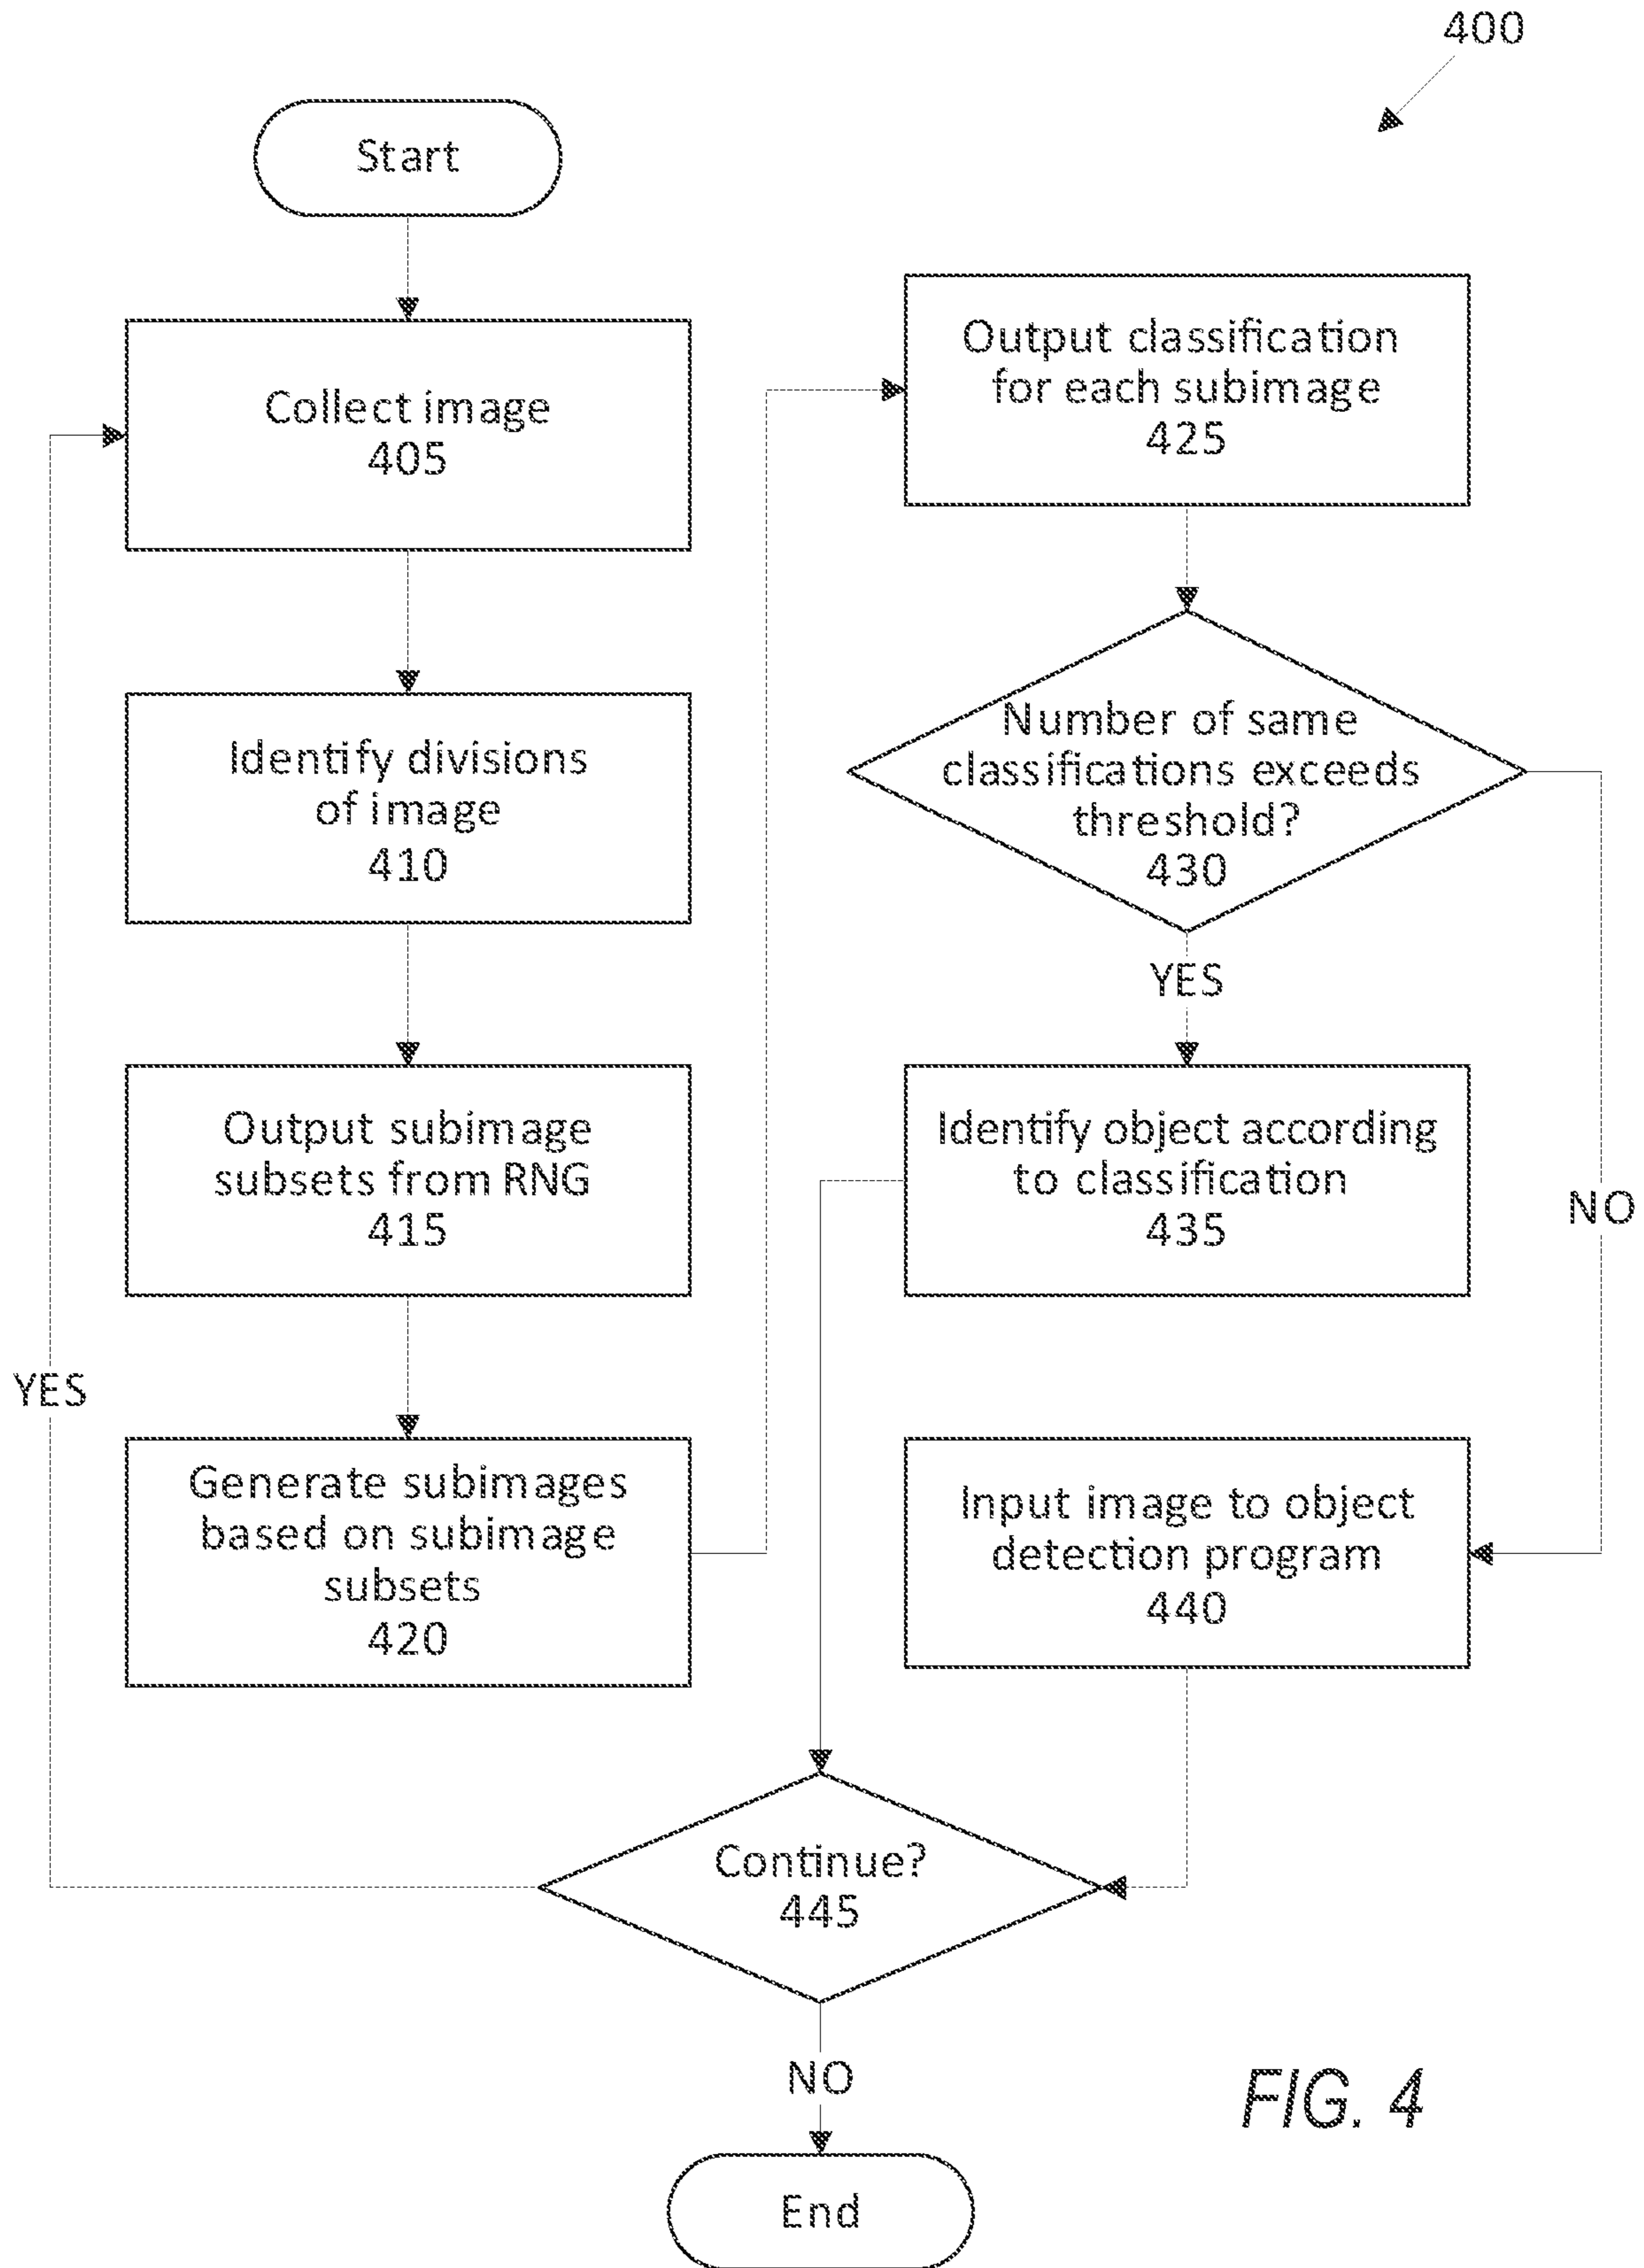 400
Start
Collect image
405
Identify divisions
of image
410
Output subimage
subsets from RNG
415
Generate subimages
based on subimage
subsets
420
Output classification
for each subimage
425
Number of same
classifications exceeds
threshold?
430
YES
NO
Identify object according
to classification
435
Input image to object
detection program
440
Continue?
445
YES
NO
End
FIG. 4